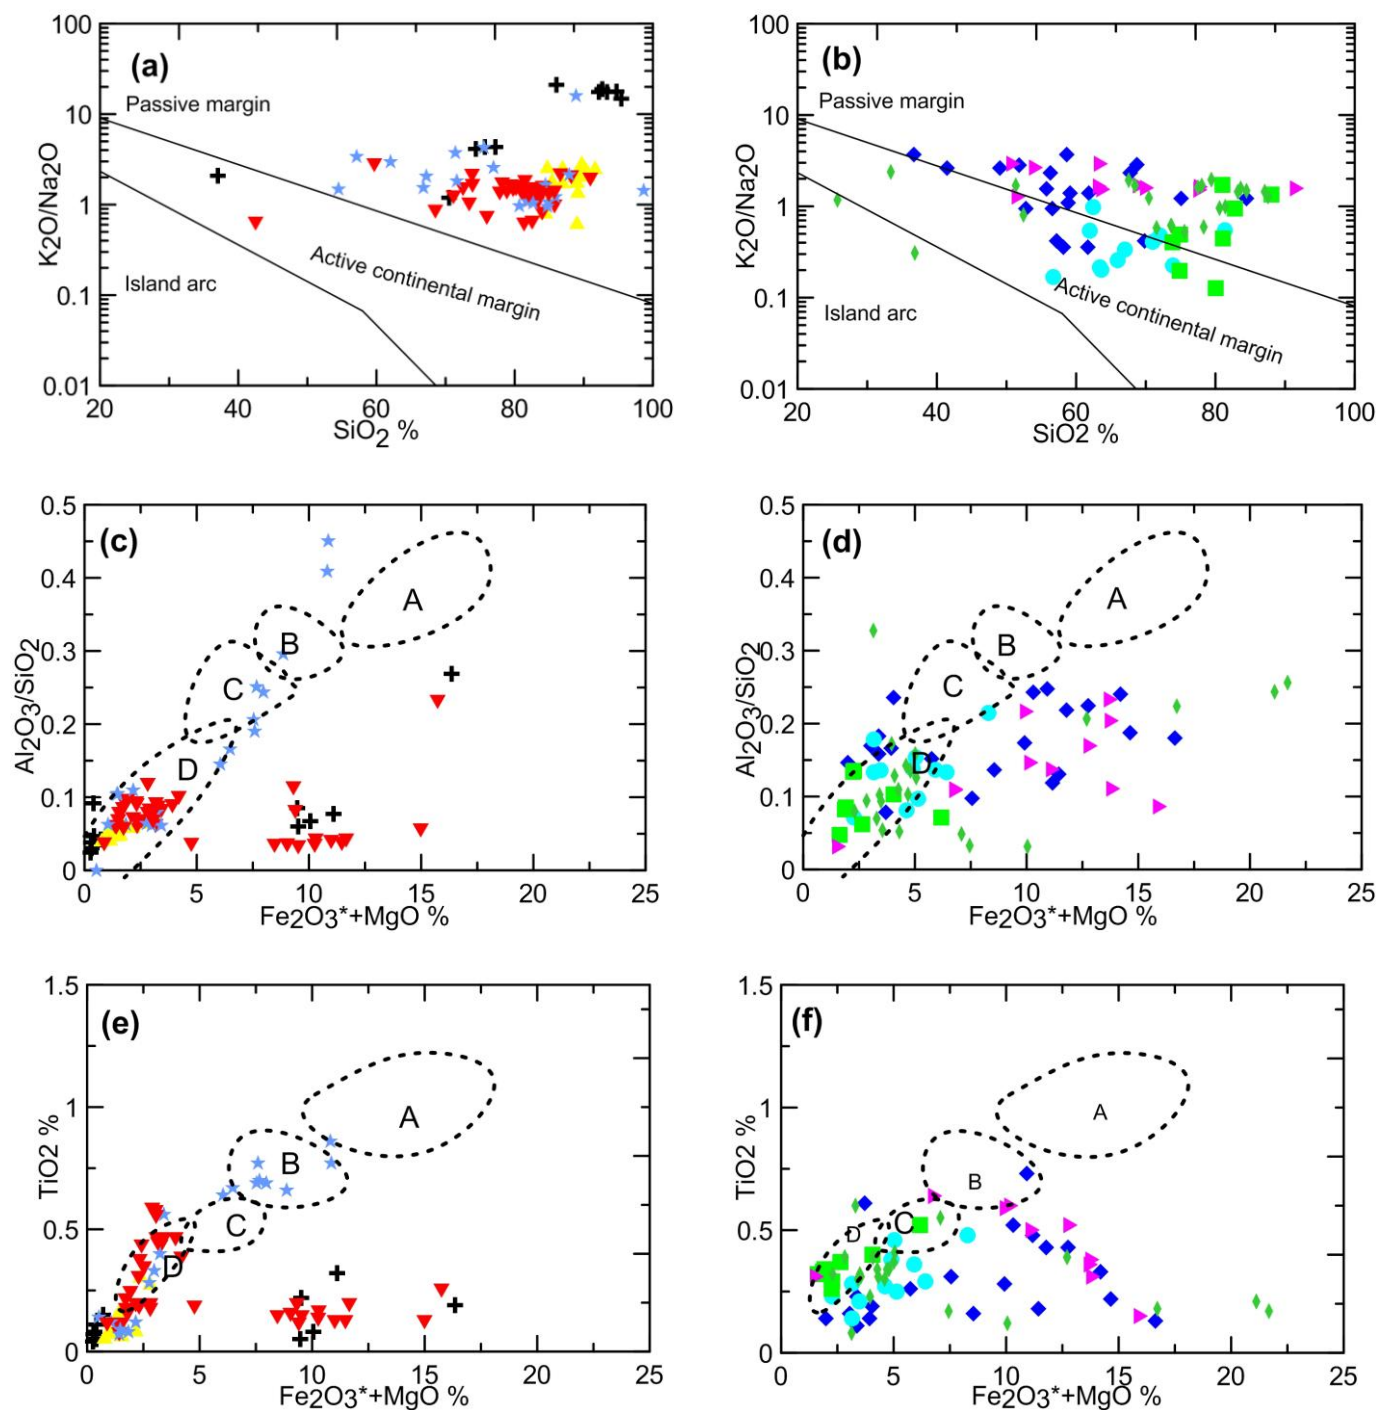 (a)
Passive margin
Island arc
Active continental margin
K2O/Na2O
100
10
1
0.1
0.01
20 40 60 80 100
SiO2 %
(b)
Passive margin
Island arc
Active continental margin
K2O/Na2O
100
10
1
0.1
0.01
20 40 60 80 100
SiO2 %
(c)
A
B
C
D
Al2O3/SiO2
0.5
0.4
0.3
0.2
0.1
0
0 5 10 15 20 25
Fe2O3*+MgO %
(d)
A
B
C
D
Al2O3/SiO2
0.5
0.4
0.3
0.2
0.1
0
0 5 10 15 20 25
Fe2O3*+MgO %
(e)
A
B
C
D
TiO2 %
1.5
1
0.5
0
0 5 10 15 20 25
Fe2O3*+MgO %
(f)
A
B
C
D
TiO2 %
1.5
1
0.5
0
0 5 10 15 20 25
Fe2O3*+MgO %